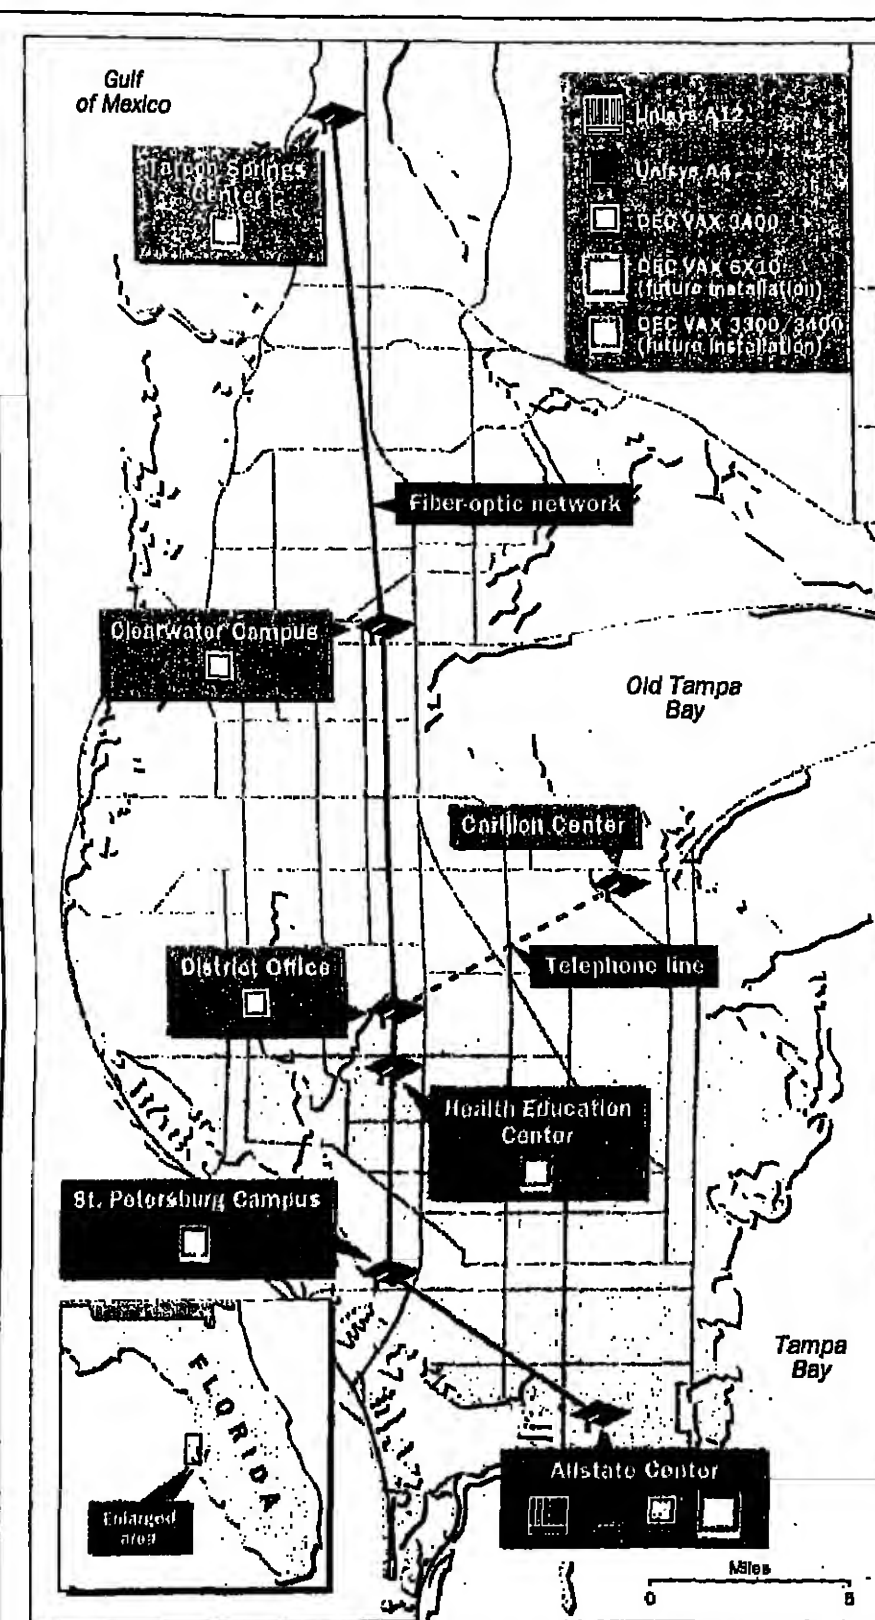 Gulf
of Mexico
Unisys A12
Unisys A4
DEC VAX 3400
DEC VAX 6X10
(future installation)
DEC VAX 3300/3400
(future installation)
Tarpon Springs
Center
Fiber-optic network
Clearwater Campus
Old Tampa
Bay
Carillon Center
District Office
Telephone line
Health Education
Center
St. Petersburg Campus
Tampa
Bay
FLORIDA
Enlarged
area
Allstate Center
Miles
0 5